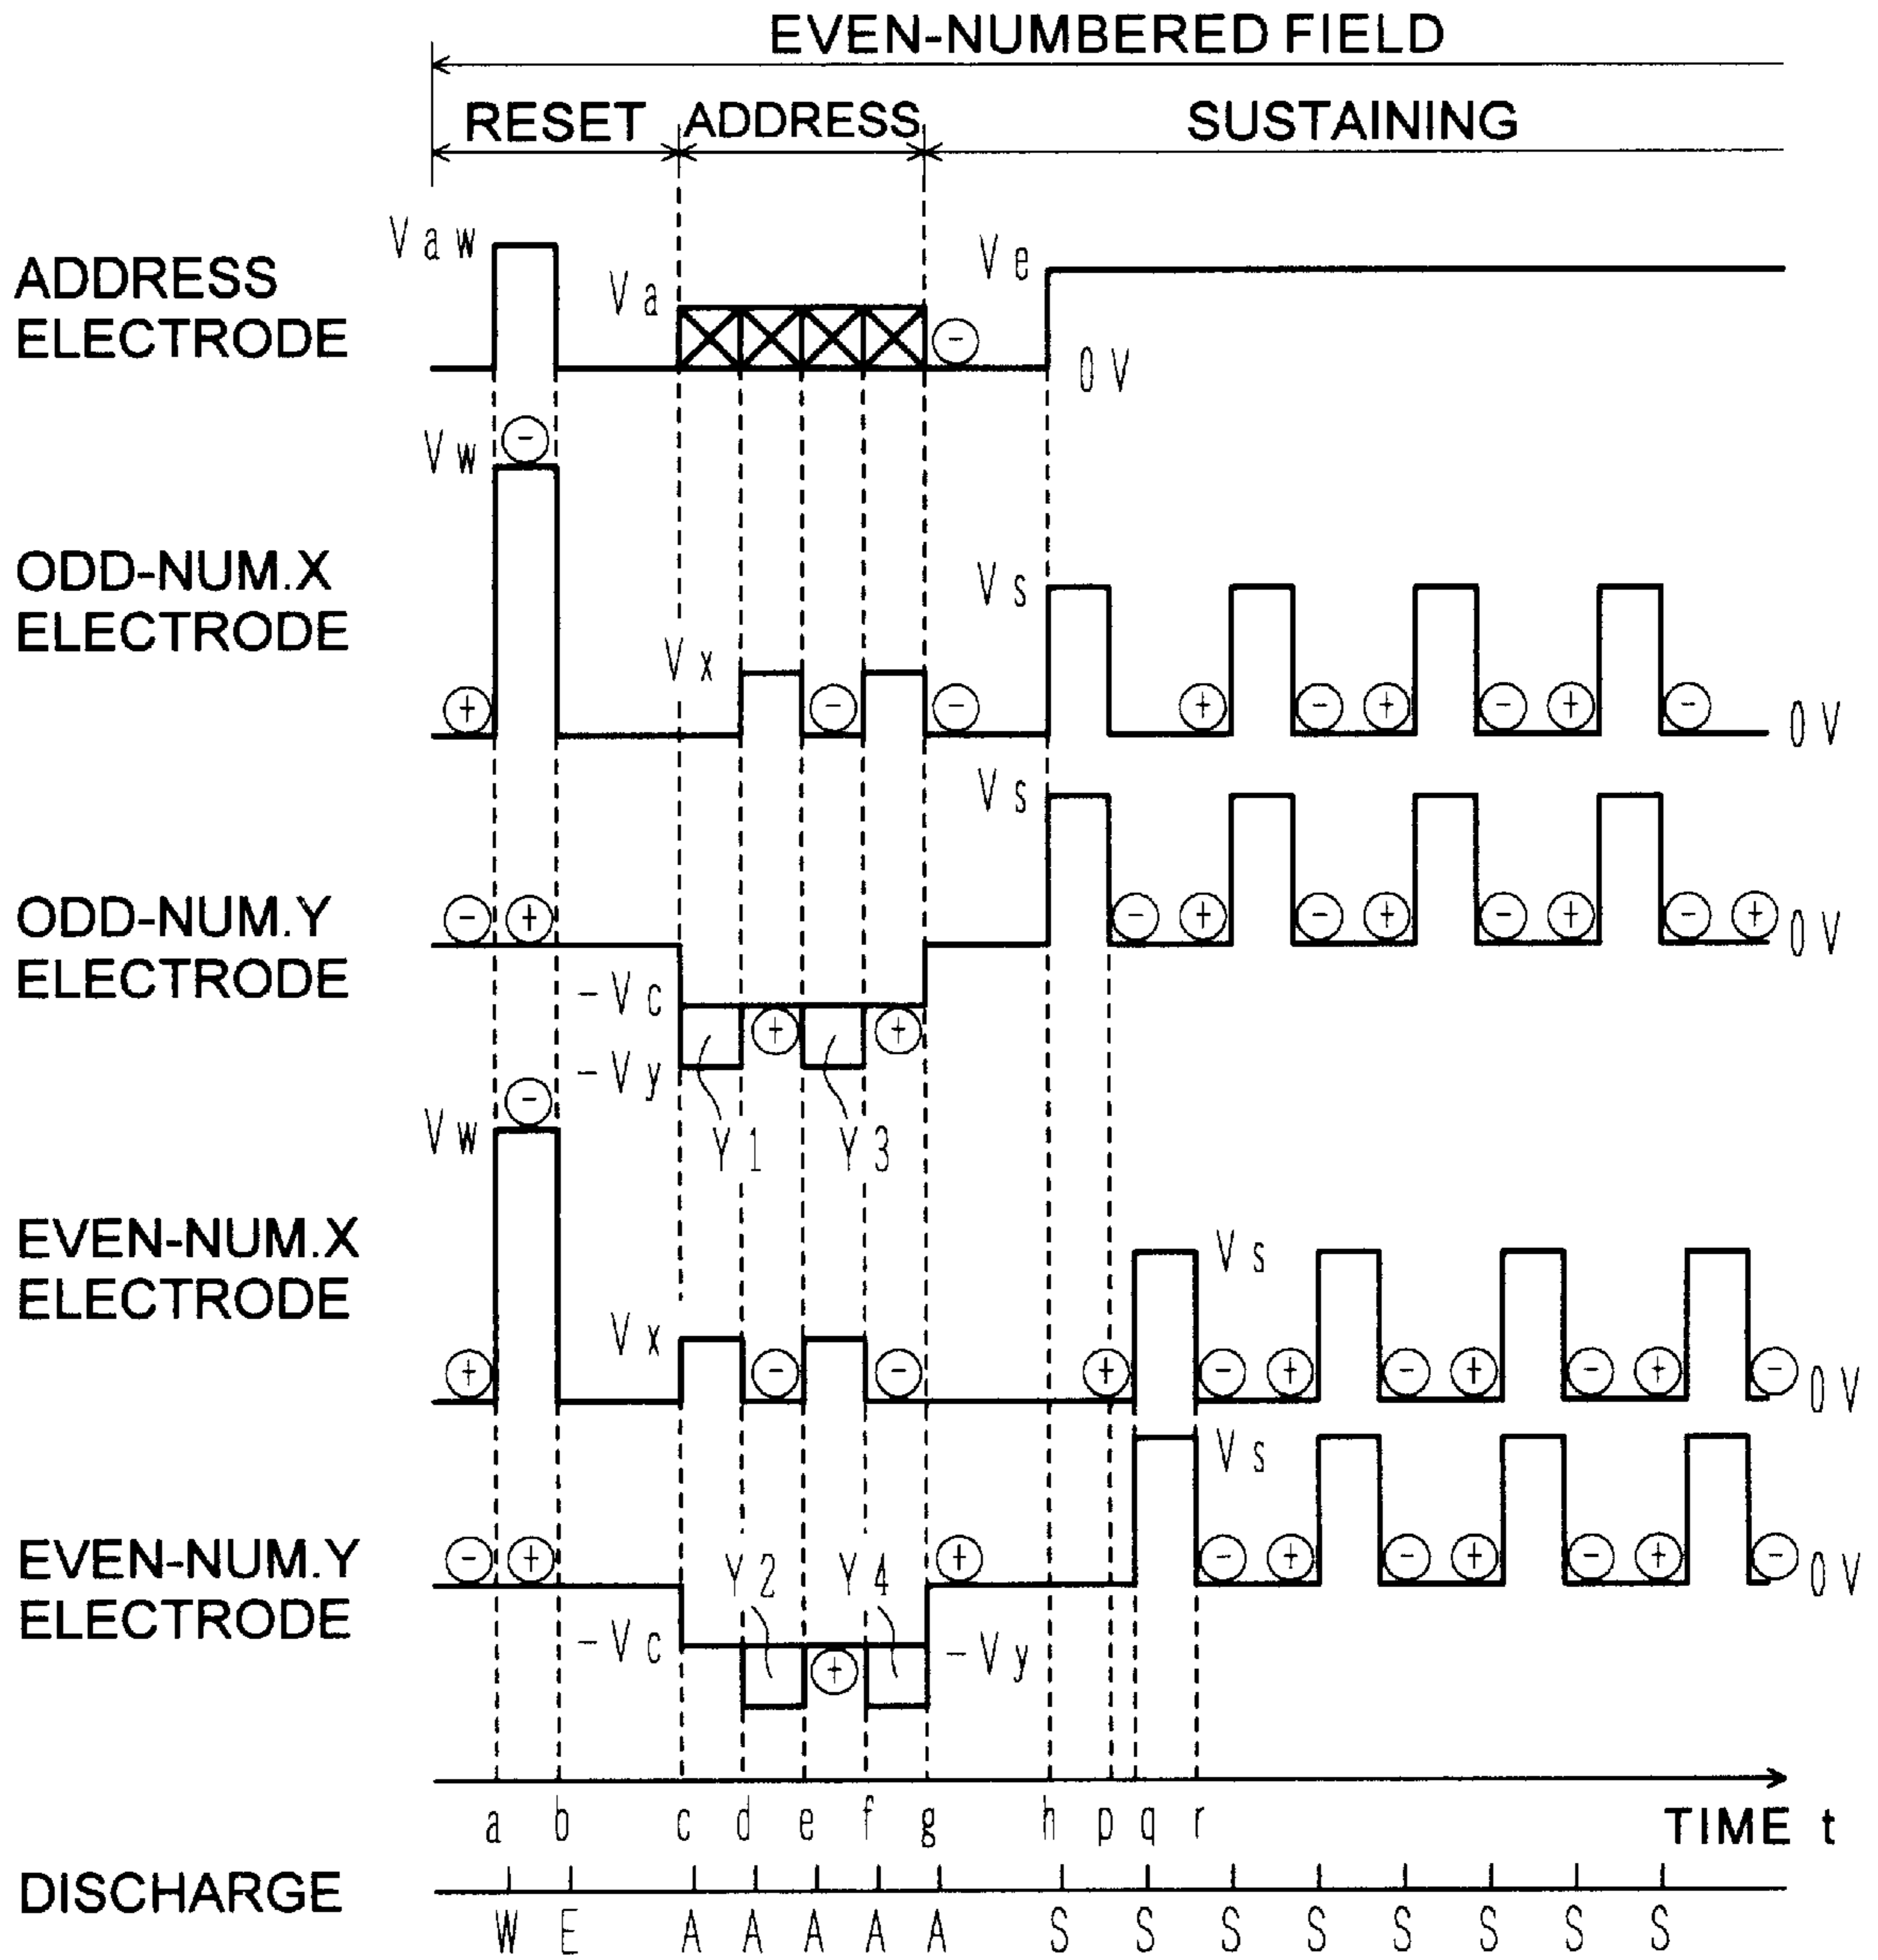 EVEN-NUMBERED FIELD
RESET ADDRESS SUSTAINING
ADDRESS
ELECTRODE
Vaw
Va
Ve
-
0V
ODD-NUM.X
ELECTRODE
Vw
-
Vs
Vx
+ - - + - + - + -
0V
ODD-NUM.Y
ELECTRODE
Vs
- + - + - + - + - +
0V
-Vc
+ +
-Vy
Y1 Y3
EVEN-NUM.X
ELECTRODE
Vw
-
Vs
Vx
+ - - + - + - + - + -
0V
EVEN-NUM.Y
ELECTRODE
Vs
- + Y2 Y4 + - + - + - + -
0V
-Vc
+
-Vy
a b c d e f g h p q r
TIME t
DISCHARGE
W E A A A A A S S S S S S S S